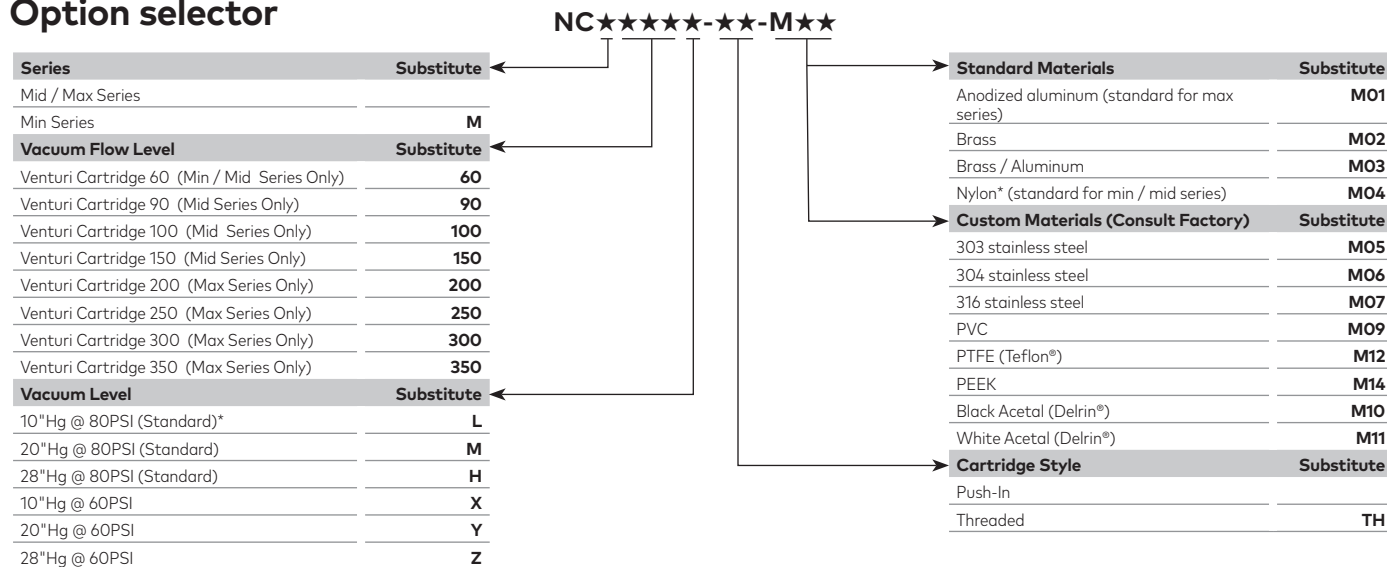 Option selector
NC★★★★★-★★-M★★
Series Substitute
Mid / Max Series
Min Series M
Vacuum Flow Level Substitute
Venturi Cartridge 60 (Min / Mid Series Only) 60
Venturi Cartridge 90 (Mid Series Only) 90
Venturi Cartridge 100 (Mid Series Only) 100
Venturi Cartridge 150 (Mid Series Only) 150
Venturi Cartridge 200 (Max Series Only) 200
Venturi Cartridge 250 (Max Series Only) 250
Venturi Cartridge 300 (Max Series Only) 300
Venturi Cartridge 350 (Max Series Only) 350
Vacuum Level Substitute
10"Hg @ 80PSI (Standard)* L
20"Hg @ 80PSI (Standard) M
28"Hg @ 80PSI (Standard) H
10"Hg @ 60PSI X
20"Hg @ 60PSI Y
28"Hg @ 60PSI Z
Standard Materials Substitute
Anodized aluminum (standard for max M01
series)
Brass M02
Brass / Aluminum M03
Nylon* (standard for min / mid series) M04
Custom Materials (Consult Factory) Substitute
303 stainless steel M05
304 stainless steel M06
316 stainless steel M07
PVC M09
PTFE (Teflon®) M12
PEEK M14
Black Acetal (Delrin®) M10
White Acetal (Delrin®) M11
Cartridge Style Substitute
Push-In
Threaded TH